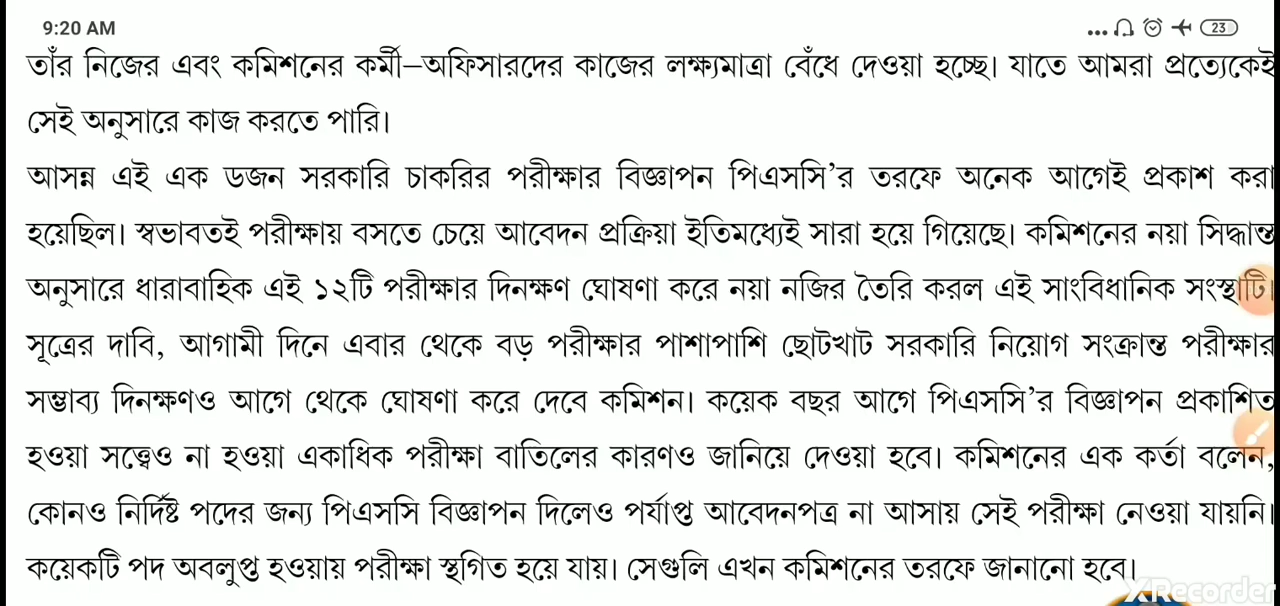 9:20 AM
23
তাঁর নিজের এবং কমিশনের কর্মী–অফিসারদের কাজের লক্ষ্যমাত্রা বেঁধে দেওয়া হচ্ছে। যাতে আমরা প্রত্যেকেই
সেই অনুসারে কাজ করতে পারি।
আসন্ন এই এক ডজন সরকারি চাকরির পরীক্ষার বিজ্ঞাপন পিএসসি’র তরফে অনেক আগেই প্রকাশ করা
হয়েছিল। স্বভাবতই পরীক্ষায় বসতে চেয়ে আবেদন প্রক্রিয়া ইতিমধ্যেই সারা হয়ে গিয়েছে। কমিশনের নয়া সিদ্ধান্ত
অনুসারে ধারাবাহিক এই ১২টি পরীক্ষার দিনক্ষণ ঘোষণা করে নয়া নজির তৈরি করল এই সাংবিধানিক সংস্থাটি।
সূত্রের দাবি, আগামী দিনে এবার থেকে বড় পরীক্ষার পাশাপাশি ছোটখাট সরকারি নিয়োগ সংক্রান্ত পরীক্ষার
সম্ভাব্য দিনক্ষণও আগে থেকে ঘোষণা করে দেবে কমিশন। কয়েক বছর আগে পিএসসি’র বিজ্ঞাপন প্রকাশিত
হওয়া সত্ত্বেও না হওয়া একাধিক পরীক্ষা বাতিলের কারণও জানিয়ে দেওয়া হবে। কমিশনের এক কর্তা বলেন,
কোনও নির্দিষ্ট পদের জন্য পিএসসি বিজ্ঞাপন দিলেও পর্যাপ্ত আবেদনপত্র না আসায় সেই পরীক্ষা নেওয়া যায়নি।
কয়েকটি পদ অবলুপ্ত হওয়ায় পরীক্ষা স্থগিত হয়ে যায়। সেগুলি এখন কমিশনের তরফে জানানো হবে।
XRecorder